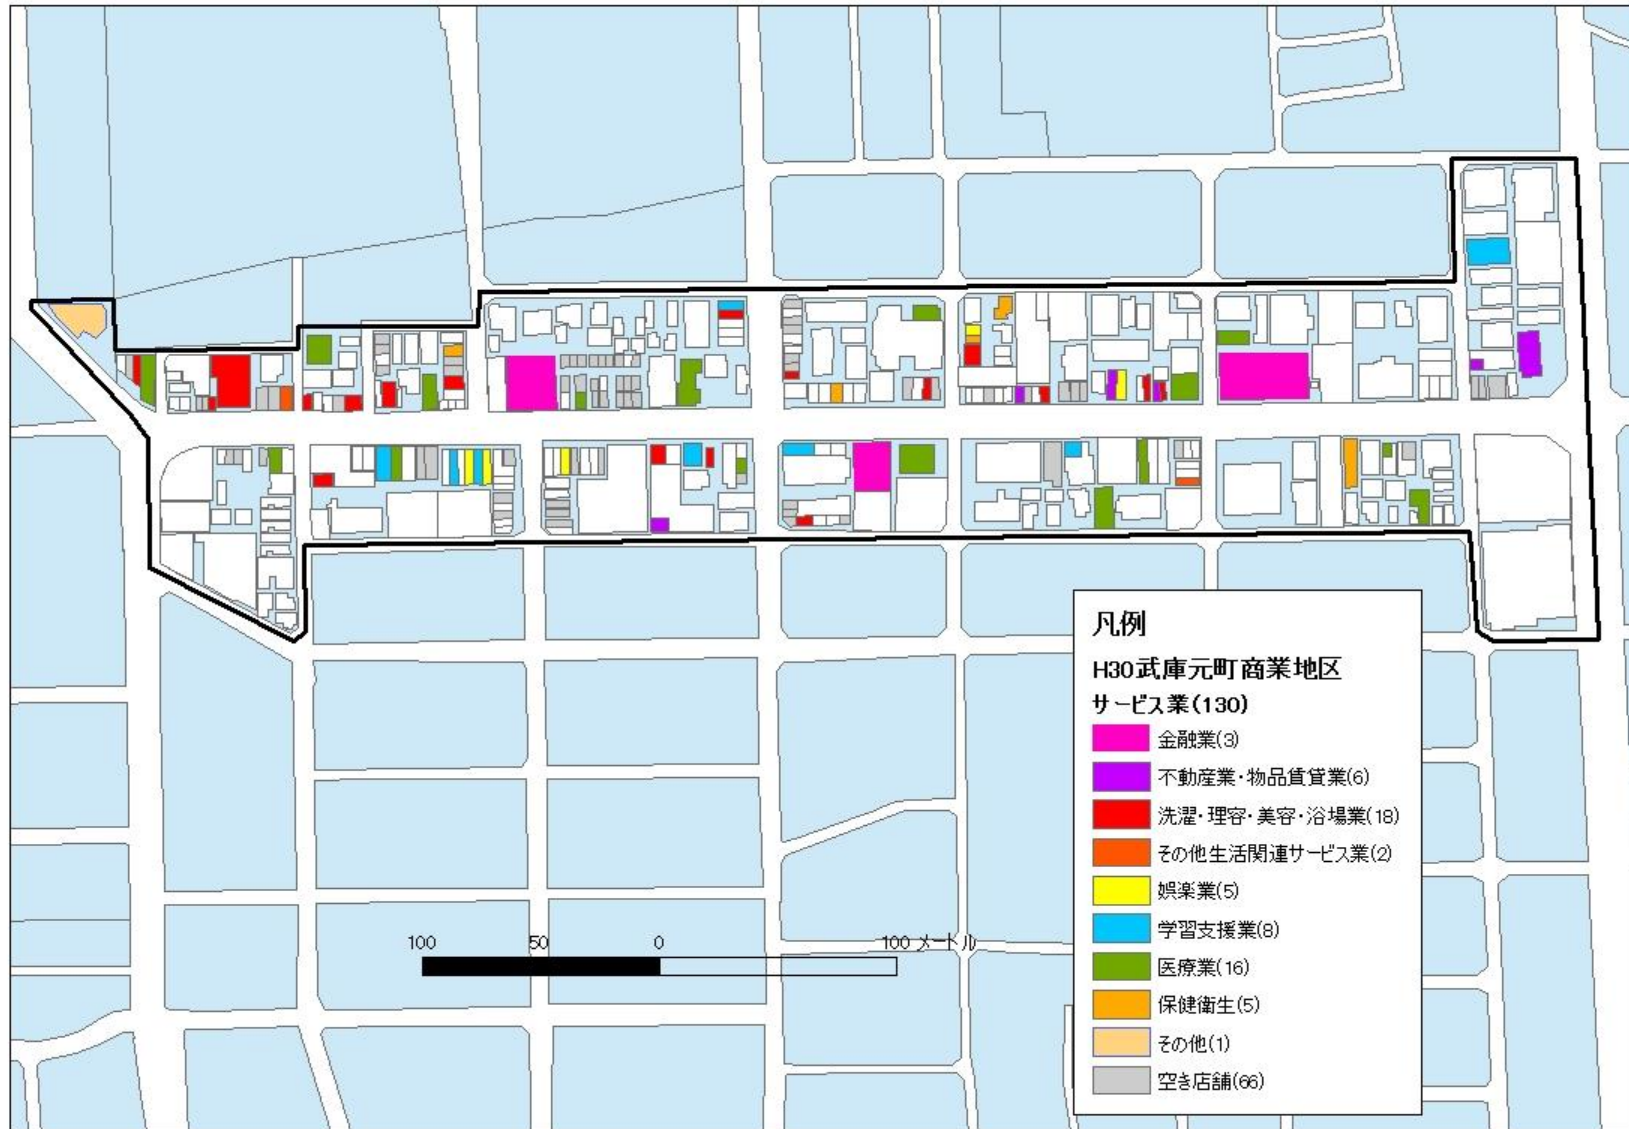 100 50 0 100 メートル
凡例
H30武庫元町商業地区
サービス業(130)
金融業(3)
不動産業・物品賃貸業(6)
洗濯・理容・美容・浴場業(18)
その他生活関連サービス業(2)
娯楽業(5)
学習支援業(8)
医療業(16)
保健衛生(5)
その他(1)
空き店舗(66)